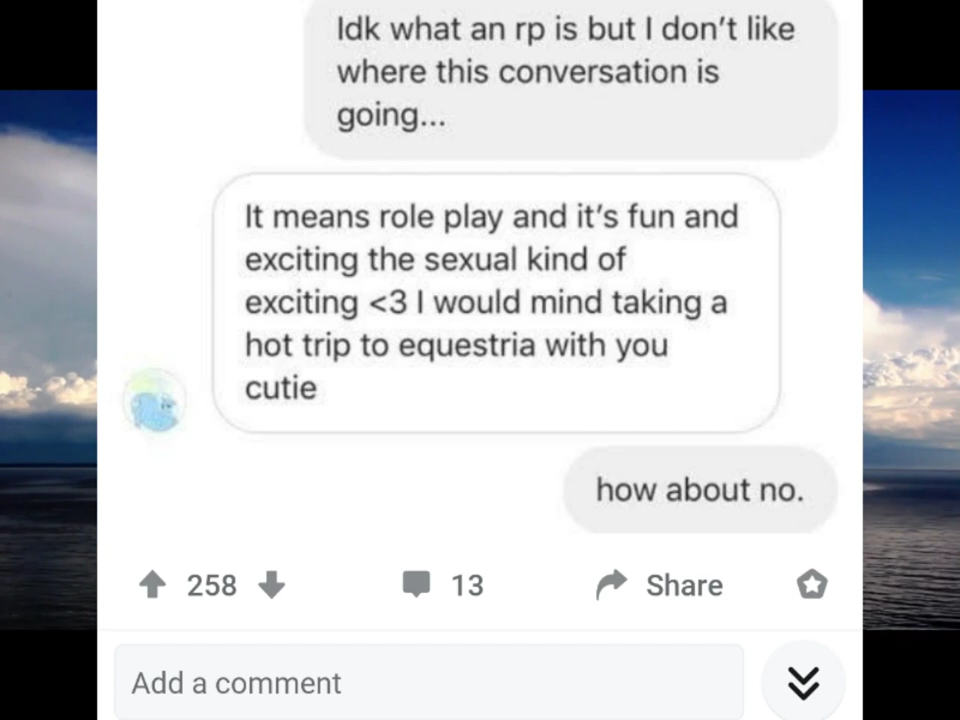 Idk what an rp is but I don't like
where this conversation is
going...
It means role play and it's fun and
exciting the sexual kind of
exciting <3 I would mind taking a
hot trip to equestria with you
cutie
how about no.
258
13
Share
Add a comment